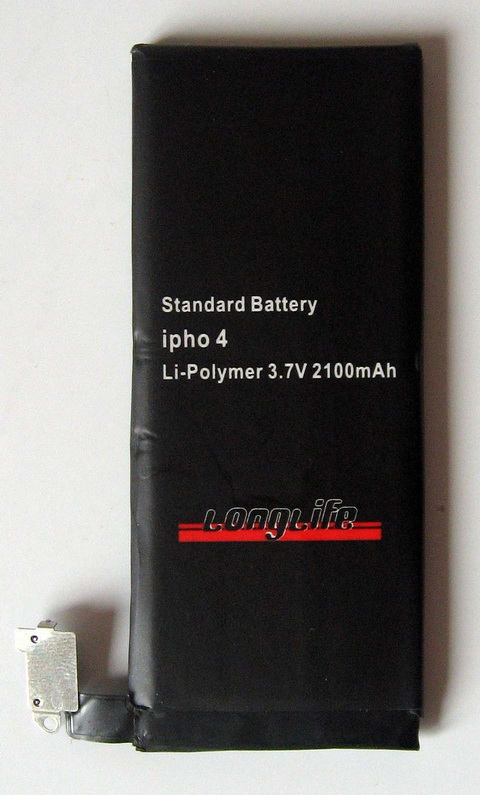 Standard Battery
ipho 4
Li-Polymer 3.7V 2100mAh
LongLife